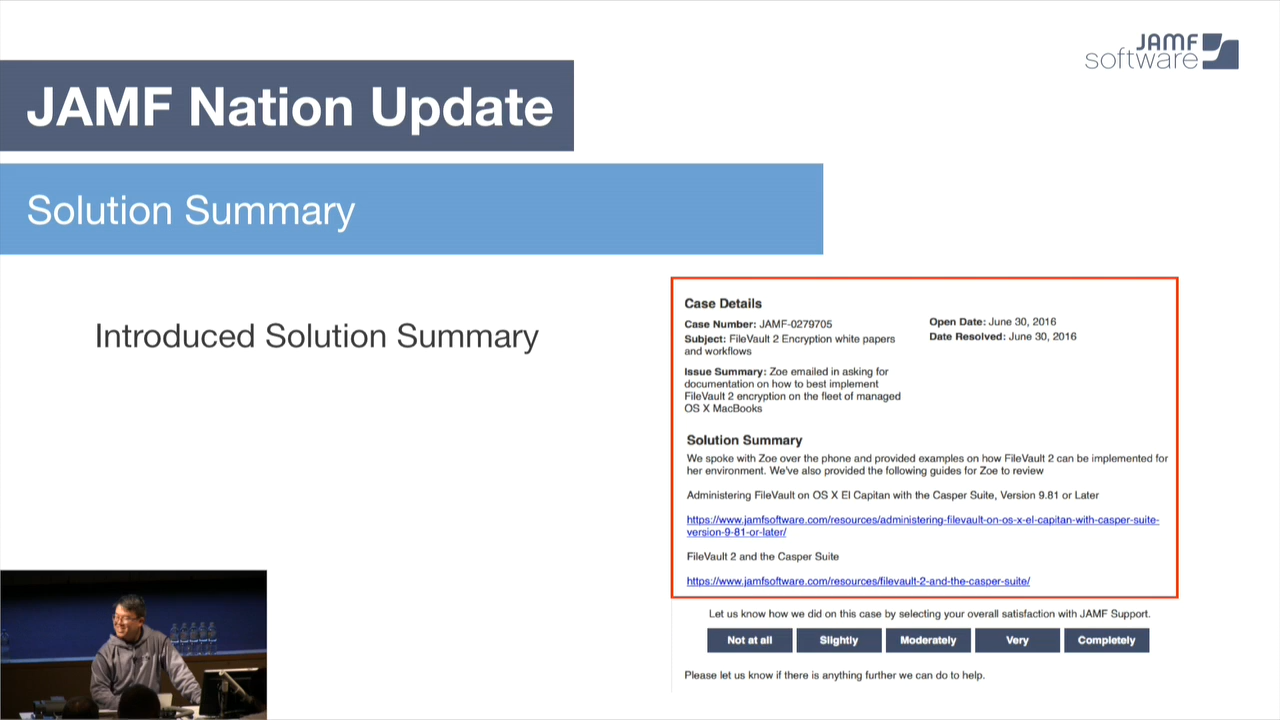 JAMF
software
JAMF Nation Update
Solution Summary
Introduced Solution Summary
Case Details
Case Number: JAMF-0279705
Subject: FileVault 2 Encryption white papers
and workflows
Open Date: June 30, 2016
Date Resolved: June 30, 2016
Issue Summary: Zoe emailed in asking for
documentation on how to best implement
FileVault 2 encryption on the fleet of managed
OS X MacBooks
Solution Summary
We spoke with Zoe over the phone and provided examples on how FileVault 2 can be implemented for
her environment. We've also provided the following guides for Zoe to review
Administering FileVault on OS X El Capitan with the Casper Suite, Version 9.81 or Later
https://www.jamfsoftware.com/resources/administering-filevault-on-os-x-el-capitan-with-casper-suite-
version-9-81-or-later/
FileVault 2 and the Casper Suite
https://www.jamfsoftware.com/resources/filevault-2-and-the-casper-suite/
Let us know how we did on this case by selecting your overall satisfaction with JAMF Support.
Not at all Slightly Moderately Very Completely
Please let us know if there is anything further we can do to help.